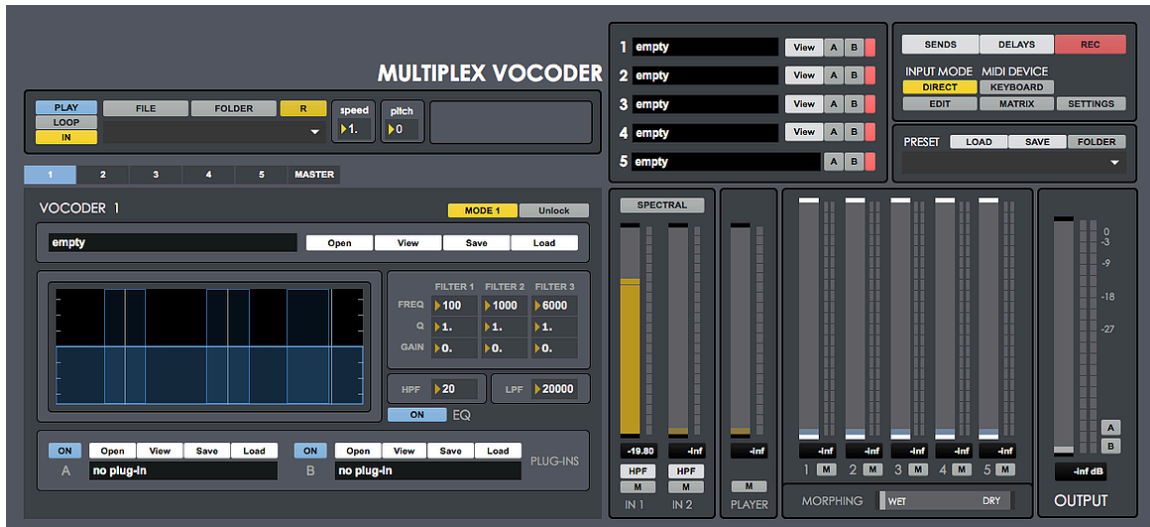 MULTIPLEX VOCODER
PLAY
LOOP
IN
FILE FOLDER R
speed
1.
pitch
0
1 2 3 4 5 MASTER
VOCODER 1
MODE 1 Unlock
empty Open View Save Load
FILTER 1 FILTER 2 FILTER 3
FREQ 100 1000 6000
Q 1. 1. 1.
GAIN 0. 0. 0.
HPF 20 LPF 20000
ON EQ
ON Open View Save Load
A no plug-in
ON Open View Save Load
B no plug-in
PLUG-INS
1 empty View A B
2 empty View A B
3 empty View A B
4 empty View A B
5 empty A B
SENDS DELAYS REC
INPUT MODE MIDI DEVICE
DIRECT KEYBOARD
EDIT MATRIX SETTINGS
PRESET LOAD SAVE FOLDER
SPECTRAL
-19.80 -inf
HPF HPF
M M
IN 1 IN 2
-inf
M
PLAYER
-inf -inf -inf -inf -inf
1 M 2 M 3 M 4 M 5 M
MORPHING WET DRY
0
-3
-9
-18
-27
A
B
-inf dB
OUTPUT